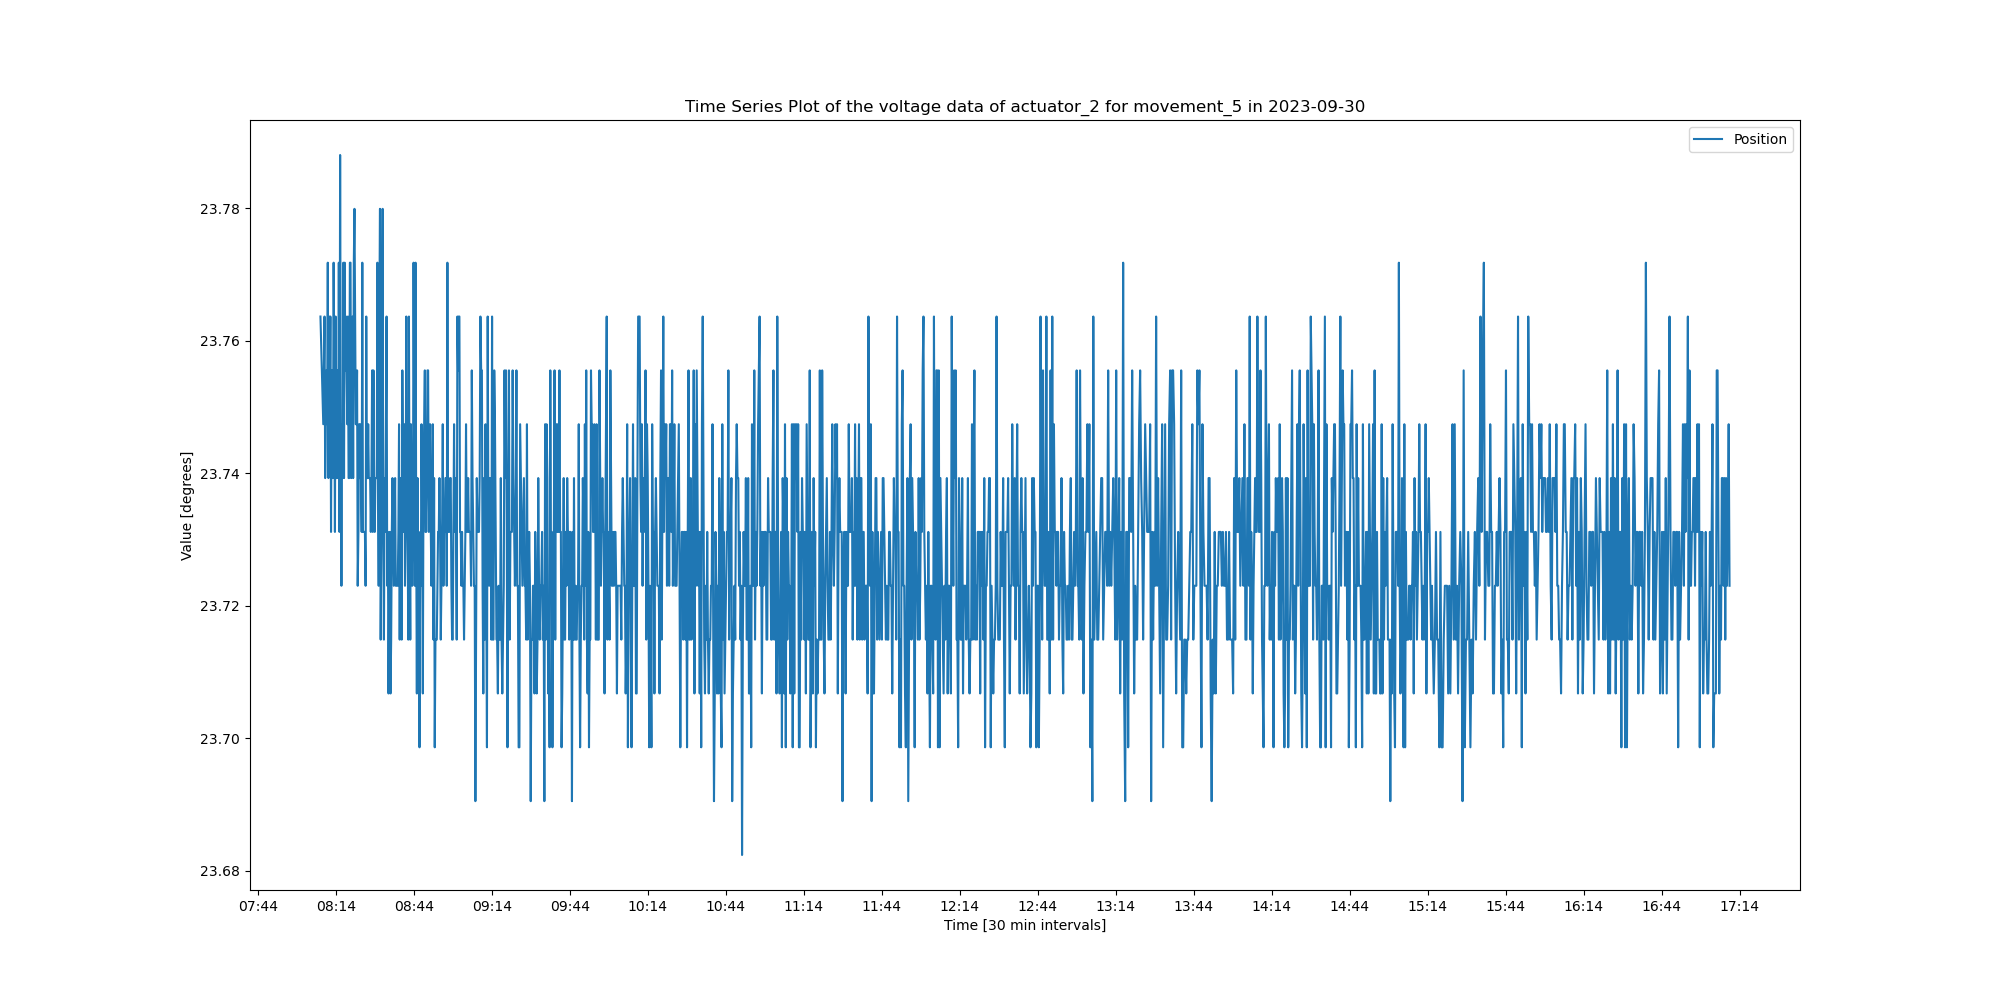 Time Series Plot of the voltage data of actuator_2 for movement_5 in 2023-09-30
Position
23.78
23.76
23.74
23.72
23.70
23.68
Value [degrees]
07:44 08:14 08:44 09:14 09:44 10:14 10:44 11:14 11:44 12:14 12:44 13:14 13:44 14:14 14:44 15:14 15:44 16:14 16:44 17:14
Time [30 min intervals]